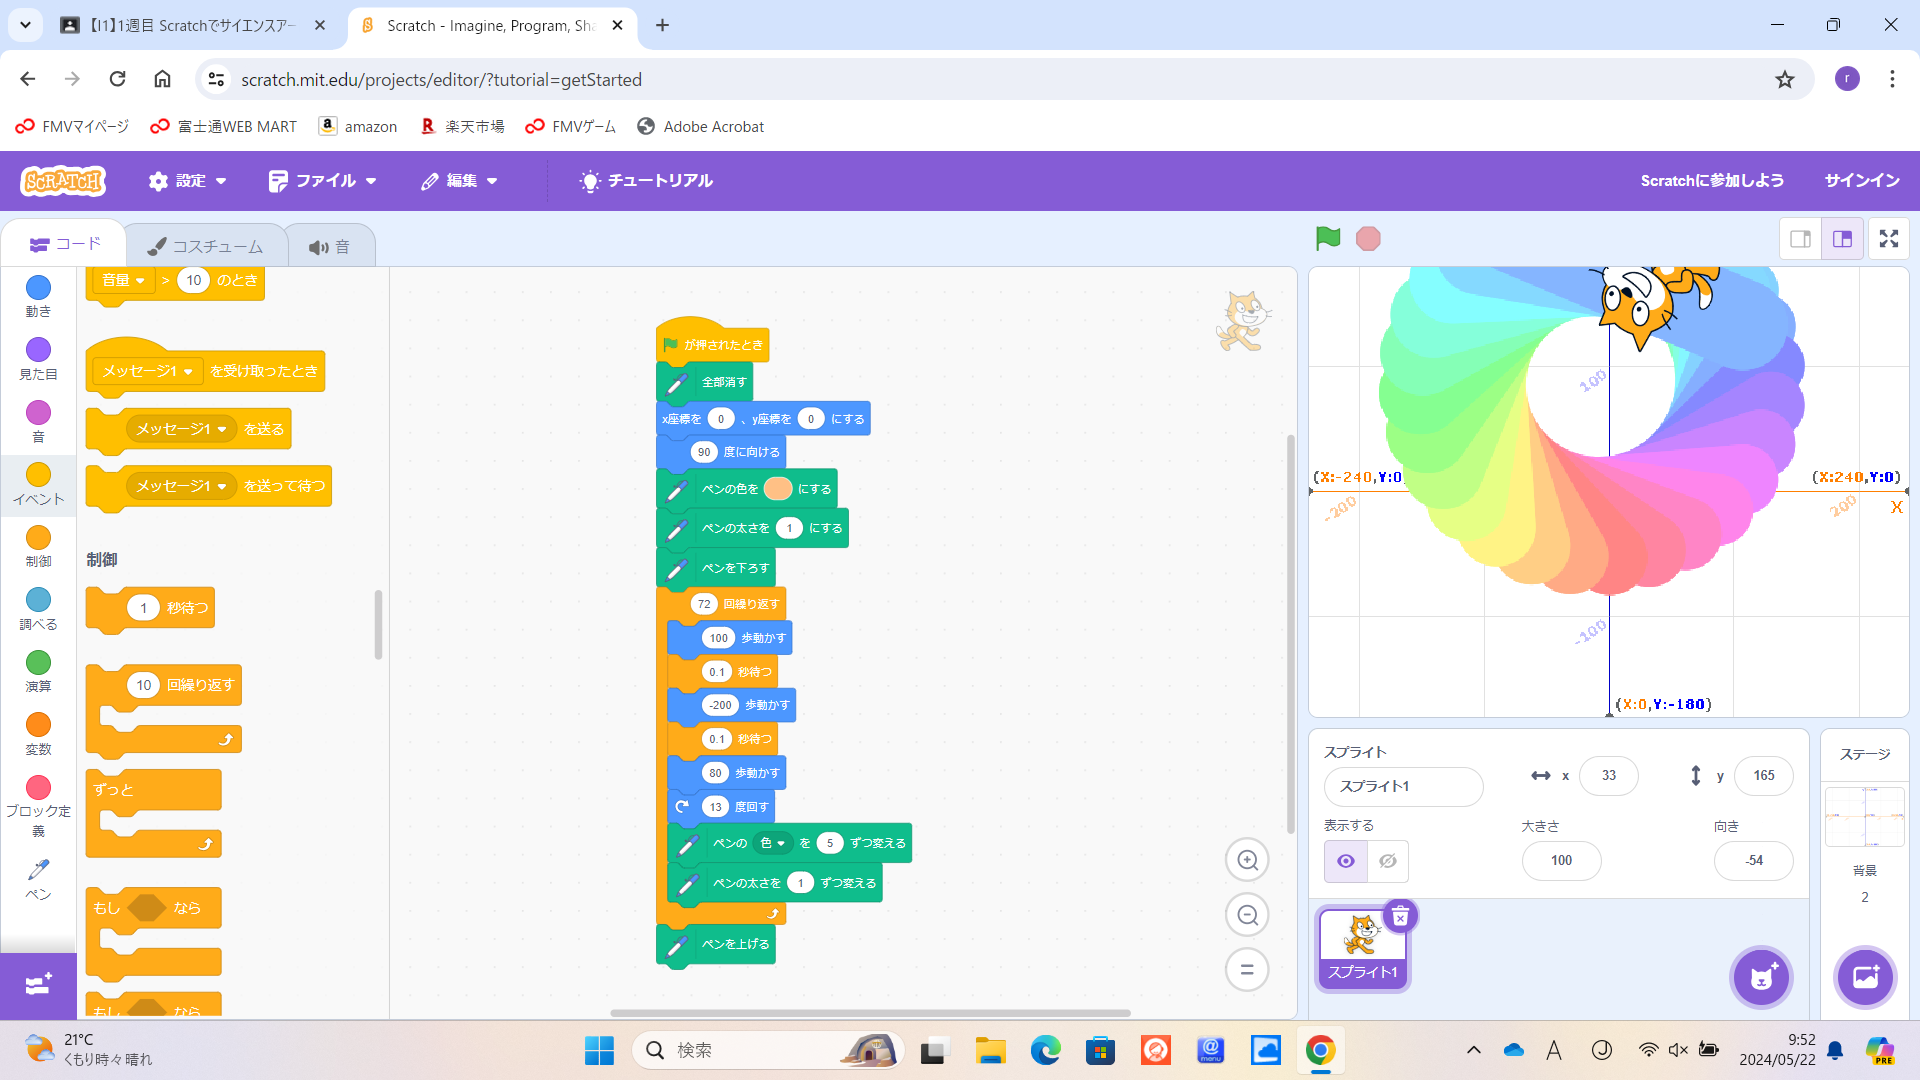 【I1】1週目 Scratchでサイエンスアー
Scratch - Imagine, Program, Sha
scratch.mit.edu/projects/editor/?tutorial=getStarted
r
FMVマイページ
富士通WEB MART
amazon
楽天市場
FMVゲーム
Adobe Acrobat
SCRATCH
設定
ファイル
編集
チュートリアル
Scratchに参加しよう
サインイン
コード
コスチューム
音
動き
見た目
音
イベント
制御
調べる
演算
変数
ブロック定
義
ペン
音量 > 10 のとき
メッセージ1 を受け取ったとき
メッセージ1 を送る
メッセージ1 を送って待つ
制御
1 秒待つ
10 回繰り返す
ずっと
もし なら
もし なら
が押されたとき
全部消す
x座標を 0 、y座標を 0 にする
90 度に向ける
ペンの色を にする
ペンの太さを 1 にする
ペンを下ろす
72 回繰り返す
100 歩動かす
0.1 秒待つ
-200 歩動かす
0.1 秒待つ
80 歩動かす
13 度回す
ペンの 色 を 5 ずつ変える
ペンの太さを 1 ずつ変える
ペンを上げる
100
(X:-240,Y:0)
(X:240,Y:0)
-200
200
X
-100
(X:0,Y:-180)
スプライト
スプライト1
x 33
y 165
表示する
大きさ
向き
100
-54
スプライト1
ステージ
背景
2
21°C
くもり時々晴れ
検索
@
menu
A
J
9:52
2024/05/22
PRE